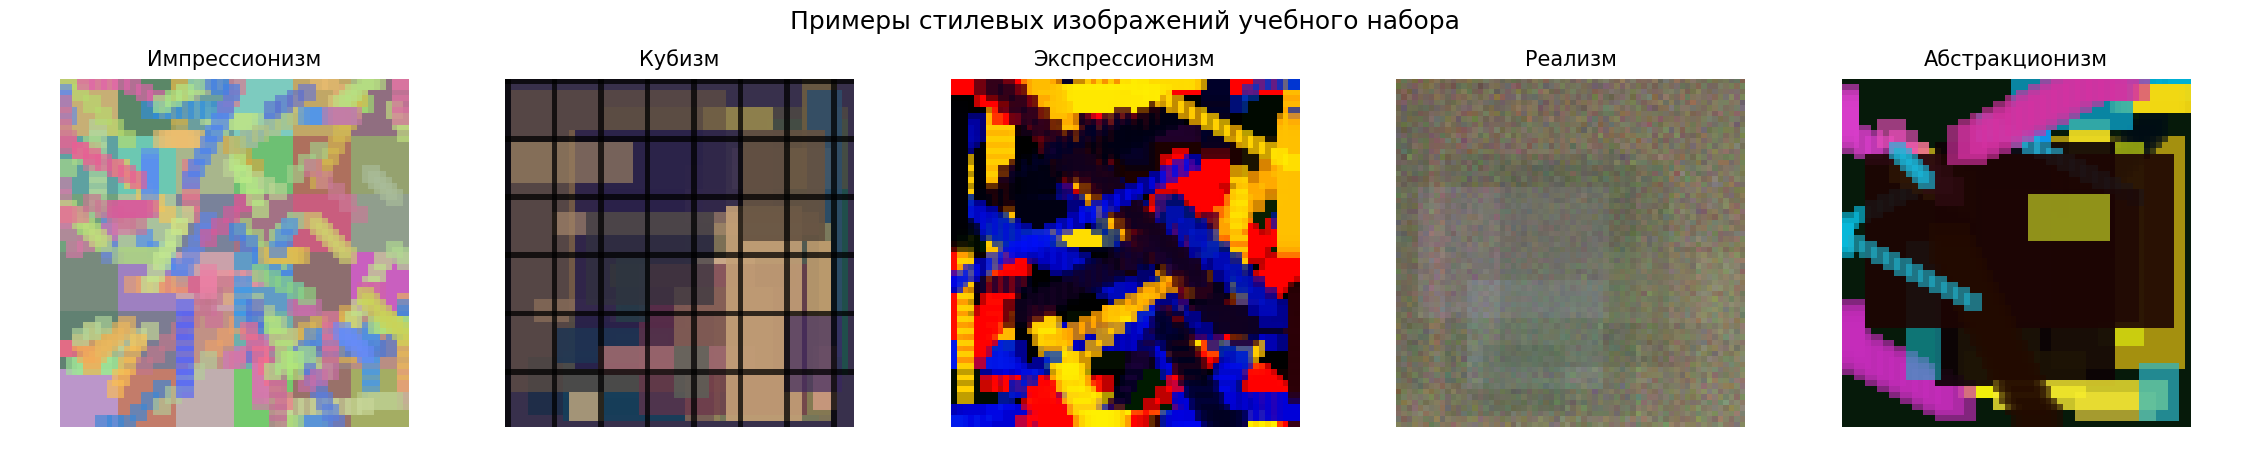 Примеры стилевых изображений учебного набора
Импрессионизм
Кубизм
Экспрессионизм
Реализм
Абстракционизм